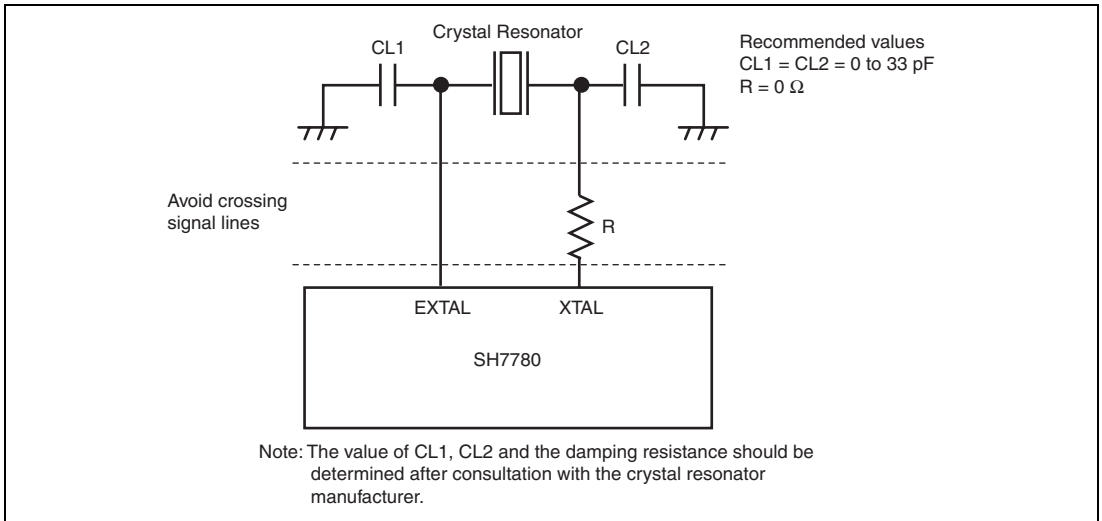 Crystal Resonator
CL1
CL2
Recommended values
CL1 = CL2 = 0 to 33 pF
R = 0 Ω
Avoid crossing
signal lines
R
EXTAL
XTAL
SH7780
Note: The value of CL1, CL2 and the damping resistance should be
determined after consultation with the crystal resonator
manufacturer.